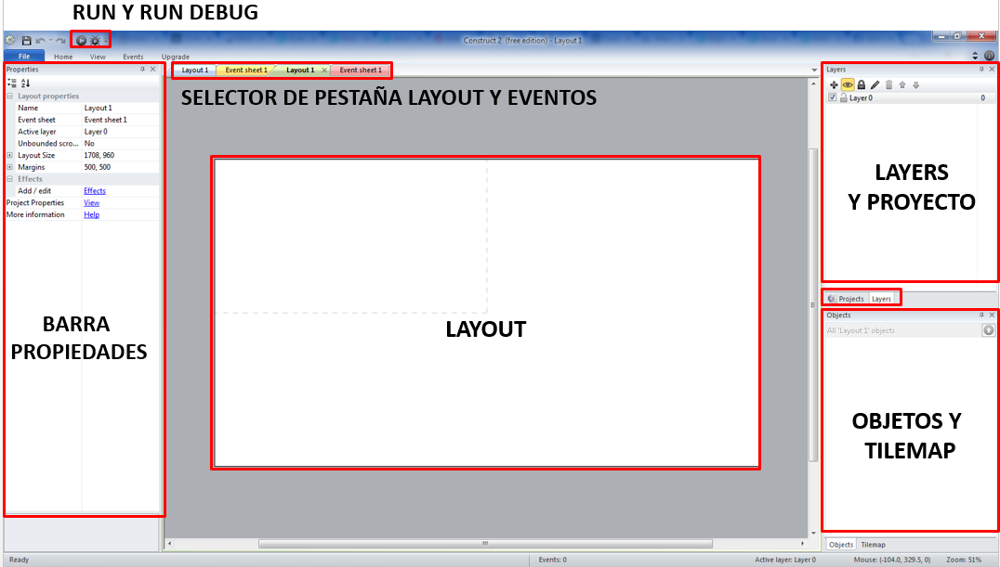 RUN Y RUN DEBUG
Construct 2 (free edition) - Layout 1
File Home View Events Upgrade
Properties
Layout properties
Name Layout 1
Event sheet Event sheet 1
Active layer Layer 0
Unbounded scro... No
Layout Size 1708, 960
Margins 500, 500
Effects
Add / edit Effects
Project Properties View
More information Help
BARRA
PROPIEDADES
Layout 1 Event sheet 1 Layout 1 Event sheet 1
SELECTOR DE PESTAÑA LAYOUT Y EVENTOS
LAYOUT
Layers
Layer 0 0
LAYERS
Y PROYECTO
Projects Layers
Objects
All 'Layout 1' objects
OBJETOS Y
TILEMAP
Objects Tilemap
Ready Events: 0 Active layer: Layer 0 Mouse: (-104.0, 329.5, 0) Zoom: 51%